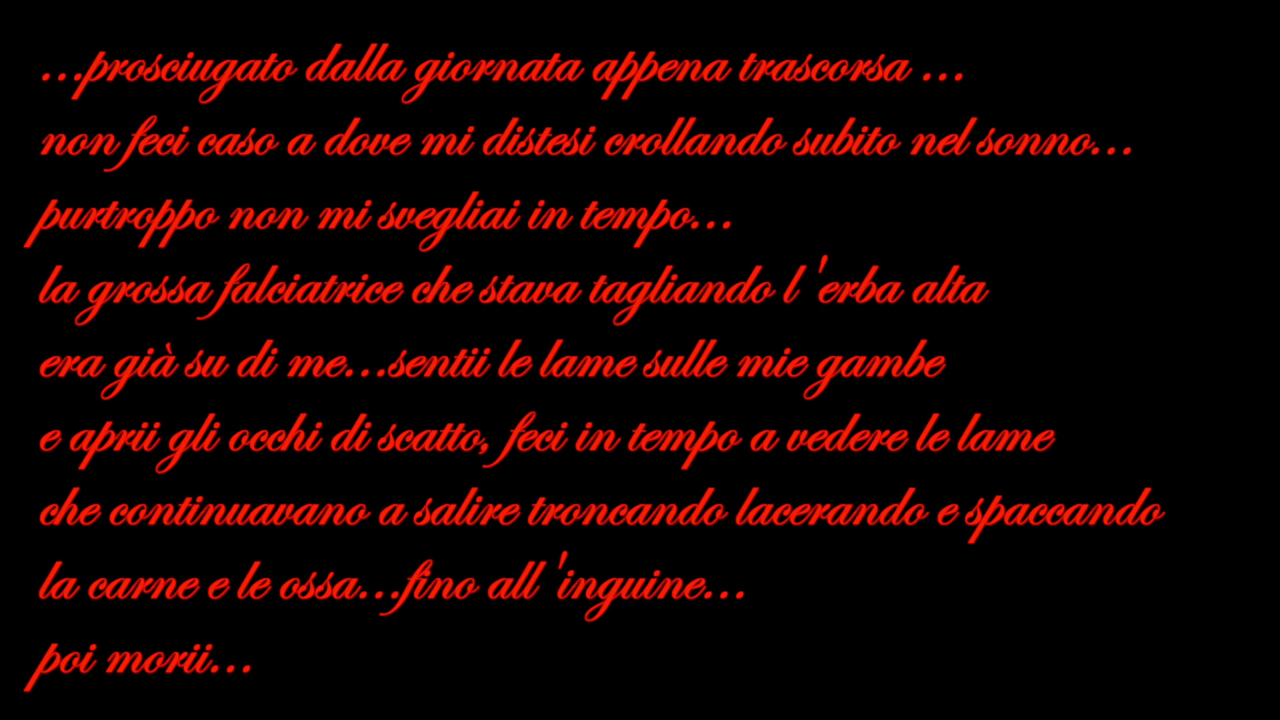 ...prosciugato dalla giornata appena trascorsa ...
non feci caso a dove mi distesi crollando subito nel sonno...
purtroppo non mi svegliai in tempo...
la grossa falciatrice che stava tagliando l 'erba alta
era già su di me...sentii le lame sulle mie gambe
e aprii gli occhi di scatto, feci in tempo a vedere le lame
che continuavano a salire troncando lacerando e spaccando
la carne e le ossa...fino all 'inguine...
poi morii...